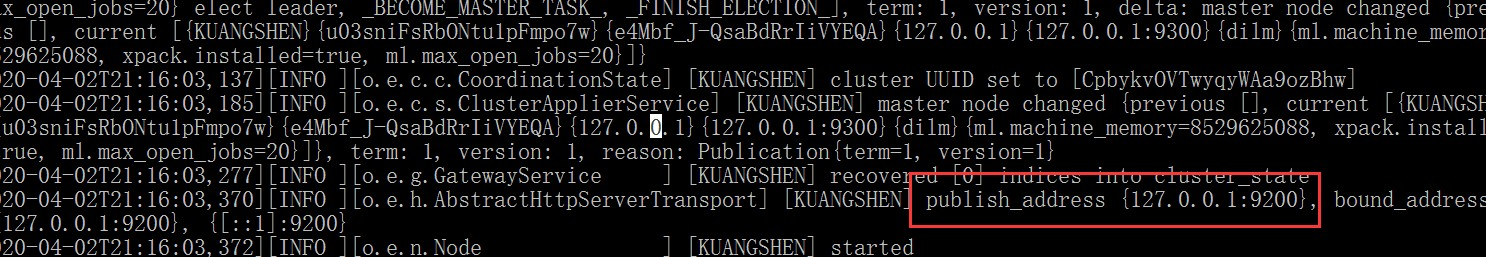 ax_open_jobs=20} elect leader, _BECOME_MASTER_TASK_, _FINISH_ELECTION_], term: 1, version: 1, delta: master node changed {pre
s [], current [{KUANGSHEN}{u03sniFsRbONtu1pFmpo7w}{e4Mbf_J-QsaBdRrIiVYEQA}{127.0.0.1}{127.0.0.1:9300}{dilm}{ml.machine_memor
529625088, xpack.installed=true, ml.max_open_jobs=20}]}
020-04-02T21:16:03,137][INFO ][o.e.c.c.CoordinationState] [KUANGSHEN] cluster UUID set to [CpbykvOVTwyqyWAa9ozBhw]
020-04-02T21:16:03,185][INFO ][o.e.c.s.ClusterApplierService] [KUANGSHEN] master node changed {previous [], current [{KUANGSH
{u03sniFsRbONtu1pFmpo7w}{e4Mbf_J-QsaBdRrIiVYEQA}{127.0.0.1}{127.0.0.1:9300}{dilm}{ml.machine_memory=8529625088, xpack.install
rue, ml.max_open_jobs=20}]}, term: 1, version: 1, reason: Publication{term=1, version=1}
020-04-02T21:16:03,277][INFO ][o.e.g.GatewayService     ] [KUANGSHEN] recovered [0] indices into cluster_state
020-04-02T21:16:03,370][INFO ][o.e.h.AbstractHttpServerTransport] [KUANGSHEN] publish_address {127.0.0.1:9200}, bound_address
{127.0.0.1:9200}, {[::1]:9200}
020-04-02T21:16:03,372][INFO ][o.e.n.Node               ] [KUANGSHEN] started